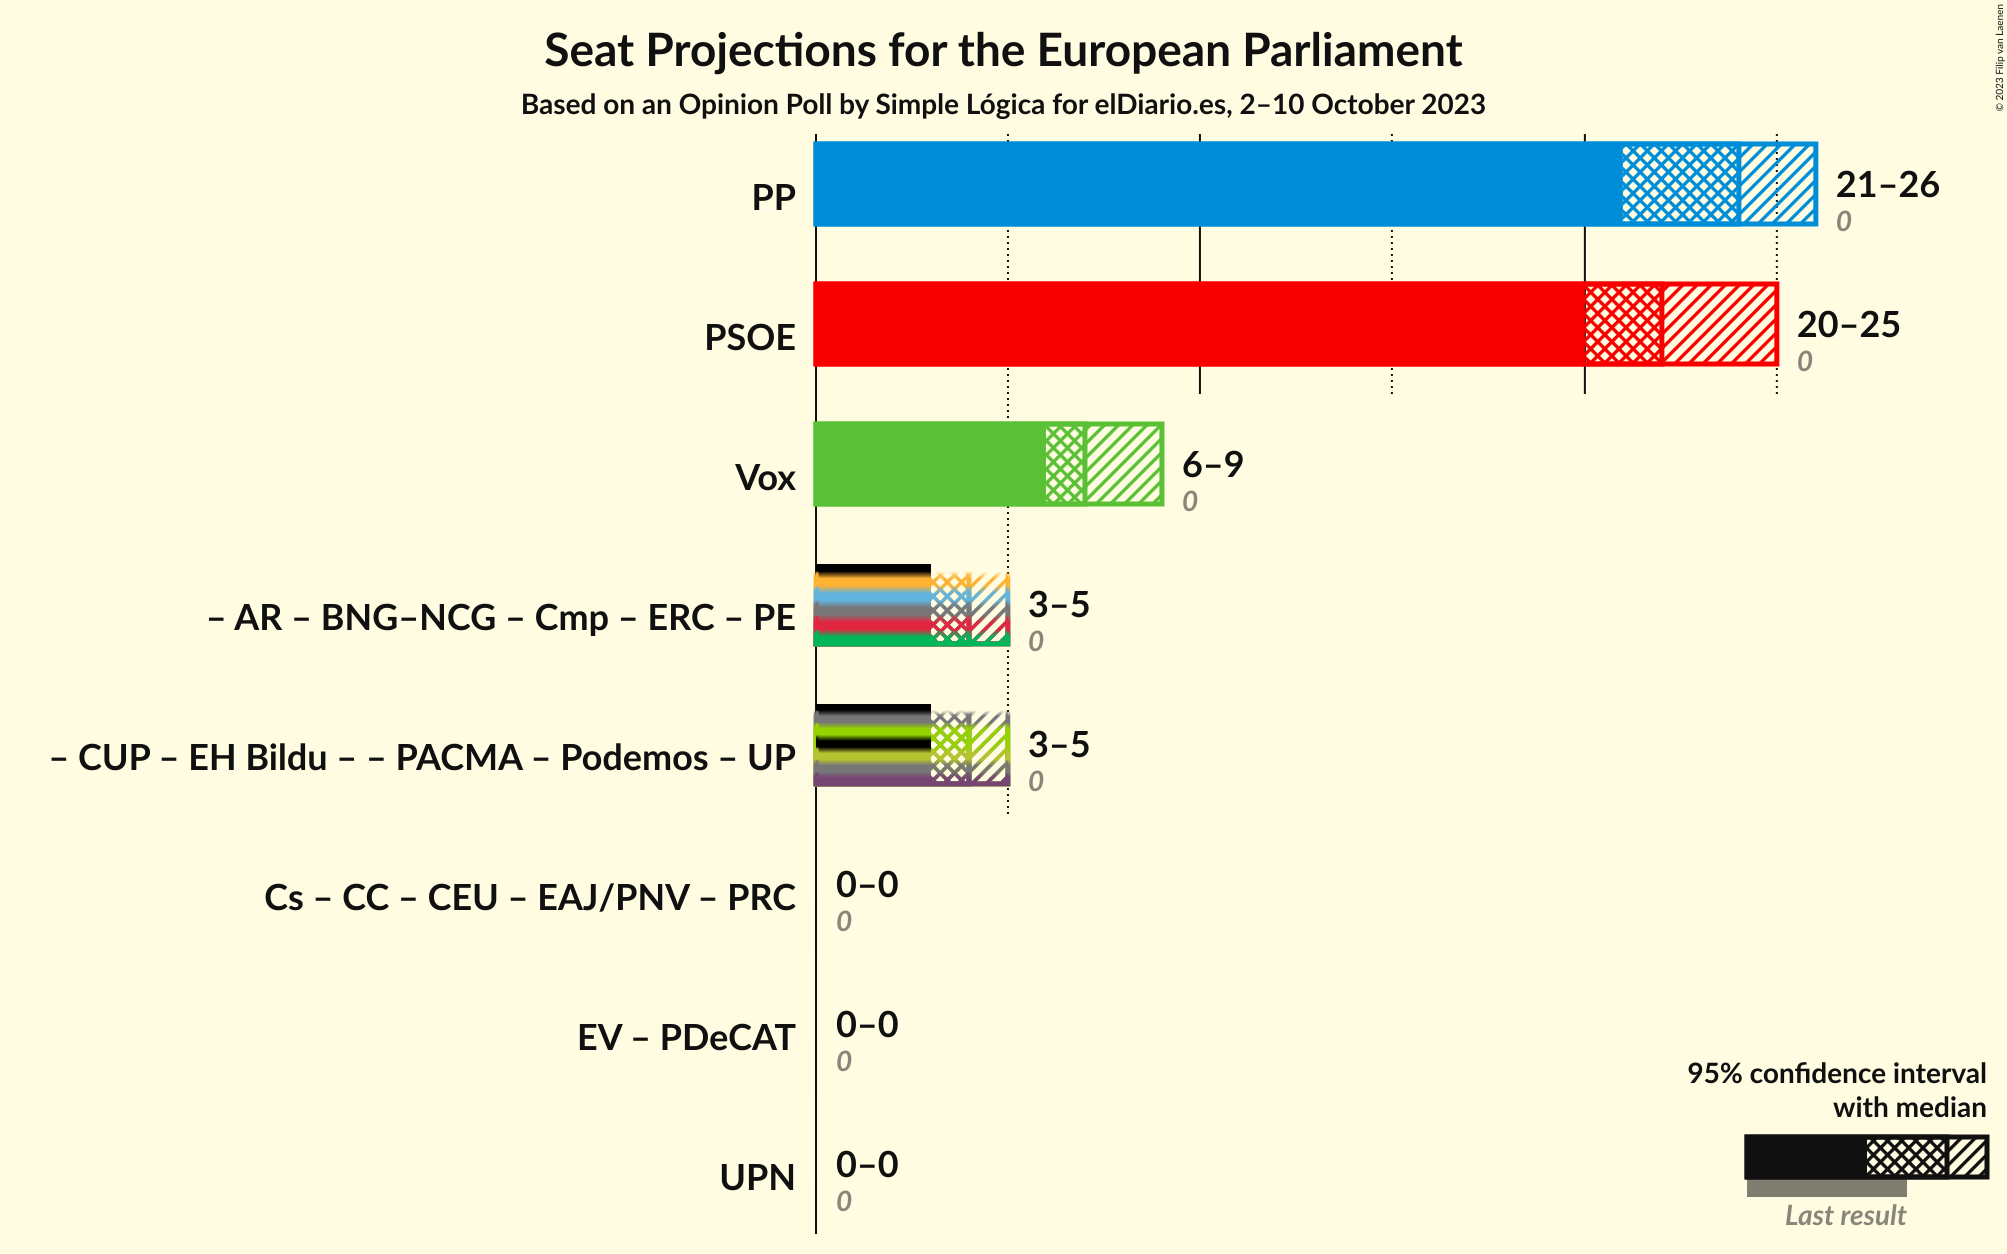 Seat Projections for the European Parliament
Based on an Opinion Poll by Simple Lógica for elDiario.es, 2–10 October 2023
© 2023 Filip van Laenen
PP
21–26
0
PSOE
20–25
0
Vox
6–9
0
– AR – BNG–NCG – Cmp – ERC – PE
3–5
0
– CUP – EH Bildu – – PACMA – Podemos – UP
3–5
0
Cs – CC – CEU – EAJ/PNV – PRC
0–0
0
EV – PDeCAT
0–0
0
UPN
0–0
0
95% confidence interval
with median
Last result